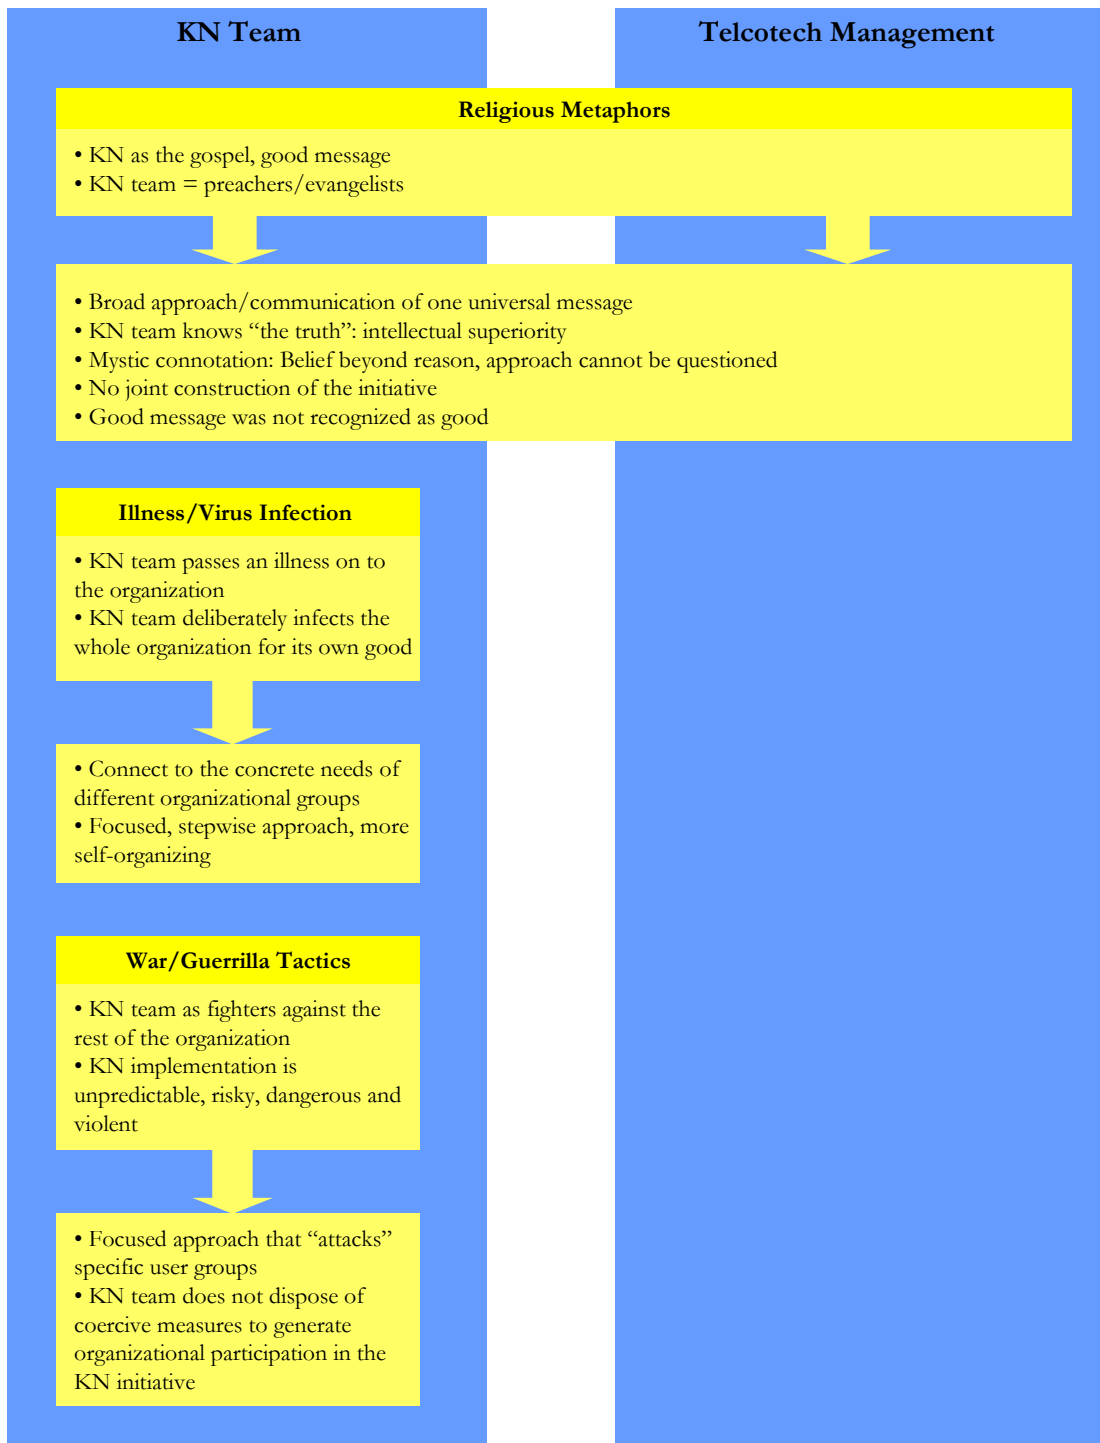 KN Team
Telcotech Management
Religious Metaphors
• KN as the gospel, good message
• KN team = preachers/evangelists
• Broad approach/communication of one universal message
• KN team knows “the truth”: intellectual superiority
• Mystic connotation: Belief beyond reason, approach cannot be questioned
• No joint construction of the initiative
• Good message was not recognized as good
Illness/Virus Infection
• KN team passes an illness on to
the organization
• KN team deliberately infects the
whole organization for its own good
• Connect to the concrete needs of
different organizational groups
• Focused, stepwise approach, more
self-organizing
War/Guerrilla Tactics
• KN team as fighters against the
rest of the organization
• KN implementation is
unpredictable, risky, dangerous and
violent
• Focused approach that “attacks”
specific user groups
• KN team does not dispose of
coercive measures to generate
organizational participation in the
KN initiative